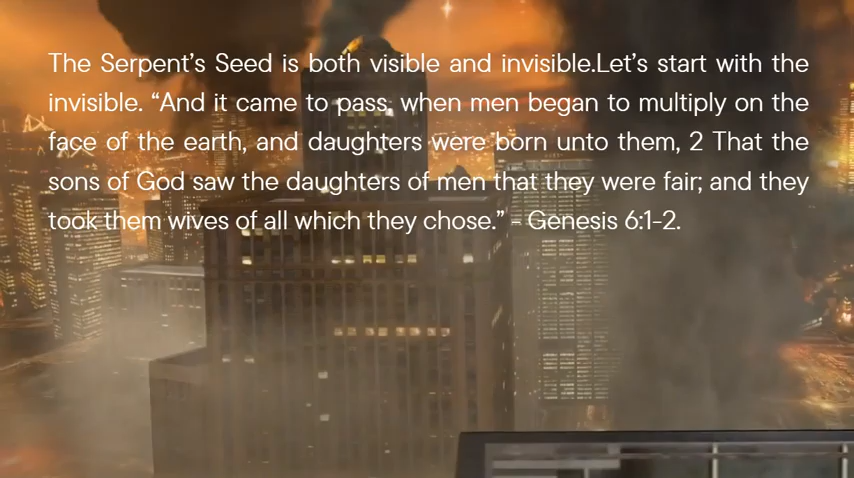 The Serpent’s Seed is both visible and invisible.Let’s start with the
invisible. “And it came to pass, when men began to multiply on the
face of the earth, and daughters were born unto them, 2 That the
sons of God saw the daughters of men that they were fair; and they
took them wives of all which they chose.” - Genesis 6:1-2.